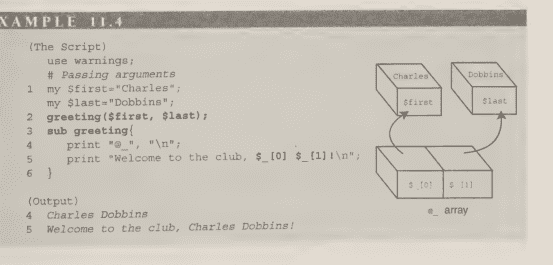 XAMPLE 11.4
(The Script)
use warnings;
# Passing arguments
1 my $first="Charles";
my $last="Dobbins";
2 greeting($first, $last);
3 sub greeting{
4 print "@_", "\n";
5 print "Welcome to the club, $_[0] $_[1]!\n";
6 }
(Output)
4 Charles Dobbins
5 Welcome to the club, Charles Dobbins!
Charles
$first
Dobbins
$last
$_[0] $_[1]
@_ array